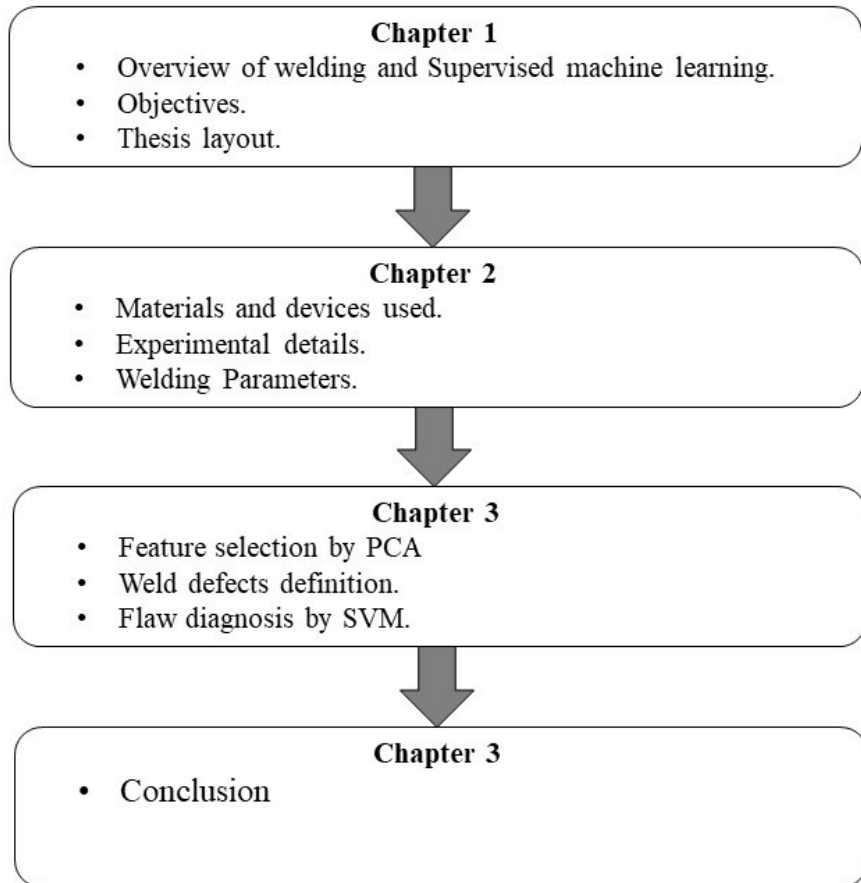 Chapter 1
• Overview of welding and Supervised machine learning.
• Objectives.
• Thesis layout.
Chapter 2
• Materials and devices used.
• Experimental details.
• Welding Parameters.
Chapter 3
• Feature selection by PCA
• Weld defects definition.
• Flaw diagnosis by SVM.
Chapter 3
• Conclusion